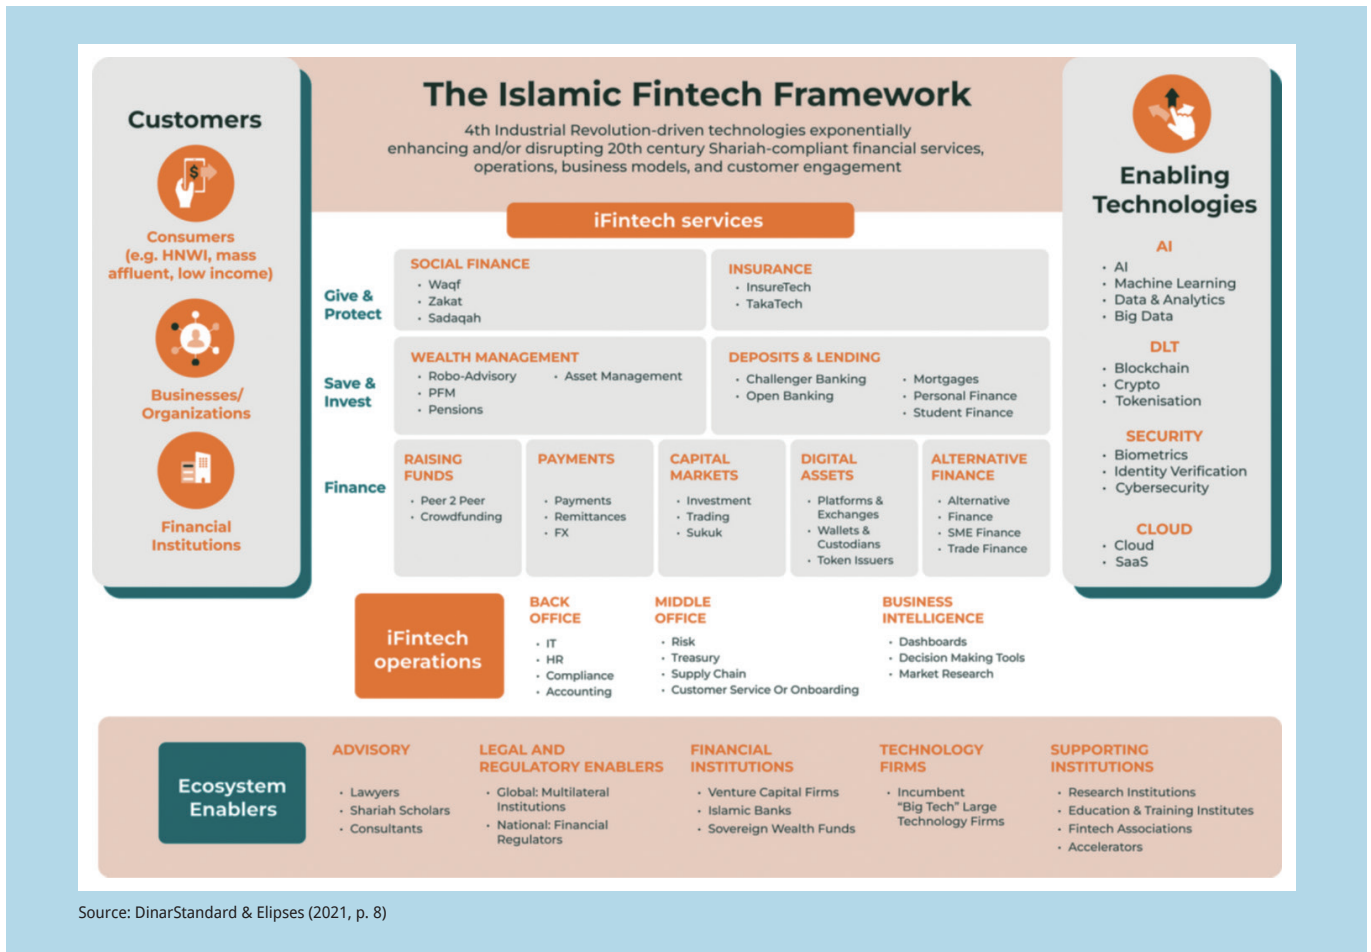 The Islamic Fintech Framework
4th Industrial Revolution-driven technologies exponentially
enhancing and/or disrupting 20th century Shariah-compliant financial services,
operations, business models, and customer engagement
Customers
$
Consumers
(e.g. HNWI, mass
affluent, low income)
Businesses/
Organizations
Financial
Institutions
iFintech services
Give &
Protect
SOCIAL FINANCE
· Waqf
· Zakat
· Sadaqah
INSURANCE
· InsureTech
· TakaTech
Save &
Invest
WEALTH MANAGEMENT
· Robo-Advisory
· PFM
· Pensions
· Asset Management
DEPOSITS & LENDING
· Challenger Banking
· Open Banking
· Mortgages
· Personal Finance
· Student Finance
Finance
RAISING
FUNDS
· Peer 2 Peer
· Crowdfunding
PAYMENTS
· Payments
· Remittances
· FX
CAPITAL
MARKETS
· Investment
· Trading
· Sukuk
DIGITAL
ASSETS
· Platforms &
Exchanges
· Wallets &
Custodians
· Token Issuers
ALTERNATIVE
FINANCE
· Alternative
· Finance
· SME Finance
· Trade Finance
Enabling
Technologies
AI
· AI
· Machine Learning
· Data & Analytics
· Big Data
DLT
· Blockchain
· Crypto
· Tokenisation
SECURITY
· Biometrics
· Identity Verification
· Cybersecurity
CLOUD
· Cloud
· SaaS
iFintech
operations
BACK
OFFICE
· IT
· HR
· Compliance
· Accounting
MIDDLE
OFFICE
· Risk
· Treasury
· Supply Chain
· Customer Service Or Onboarding
BUSINESS
INTELLIGENCE
· Dashboards
· Decision Making Tools
· Market Research
Ecosystem
Enablers
ADVISORY
· Lawyers
· Shariah Scholars
· Consultants
LEGAL AND
REGULATORY ENABLERS
· Global: Multilateral
Institutions
· National: Financial
Regulators
FINANCIAL
INSTITUTIONS
· Venture Capital Firms
· Islamic Banks
· Sovereign Wealth Funds
TECHNOLOGY
FIRMS
· Incumbent
"Big Tech" Large
Technology Firms
SUPPORTING
INSTITUTIONS
· Research Institutions
· Education & Training Institutes
· Fintech Associations
· Accelerators
Source: DinarStandard & Elipses (2021, p. 8)